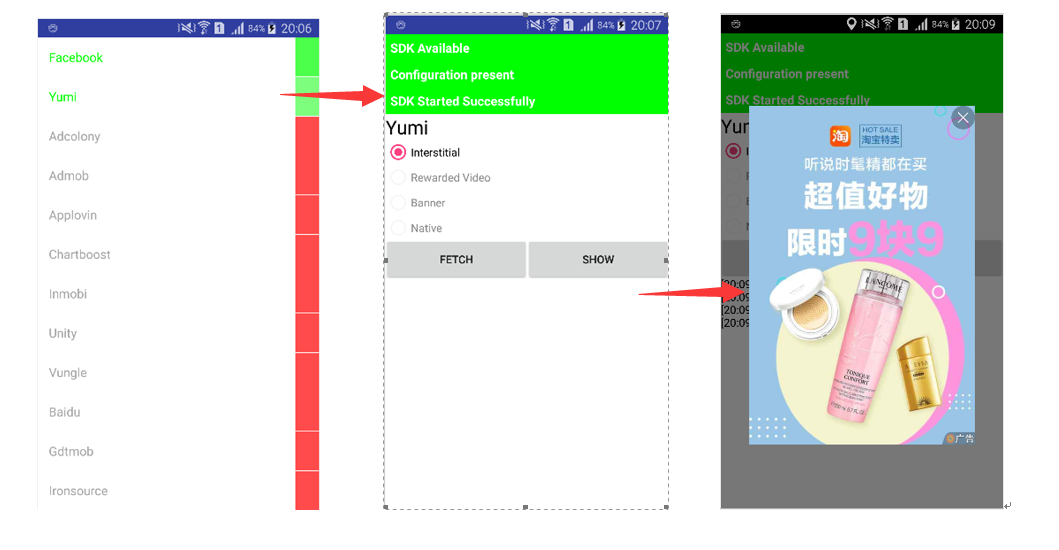 84% 20:06
Facebook
Yumi
Adcolony
Admob
Applovin
Chartboost
Inmobi
Unity
Vungle
Baidu
Gdtmob
Ironsource
1 84% 20:07
SDK Available
Configuration present
SDK Started Successfully
Yumi
Interstitial
Rewarded Video
Banner
Native
FETCH
SHOW
1 84% 20:09
SDK Available
Configuration present
SDK Started Successfully
Yur
淘
HOT SALE
淘宝特卖
听说时髦精都在买
超值好物
限时9块9
LANCOME
TONIQUE
CONFORT
[20:09
[20:09
[20:09
[20:09
广告